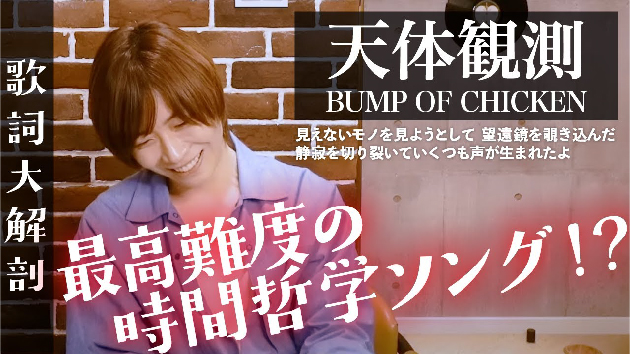 歌詞大解剖
天体観測
BUMP OF CHICKEN
見えないモノを見ようとして 望遠鏡を覗き込んだ
静寂を切り裂いていくつも声が生まれたよ
最高難度の
時間哲学ソング!?